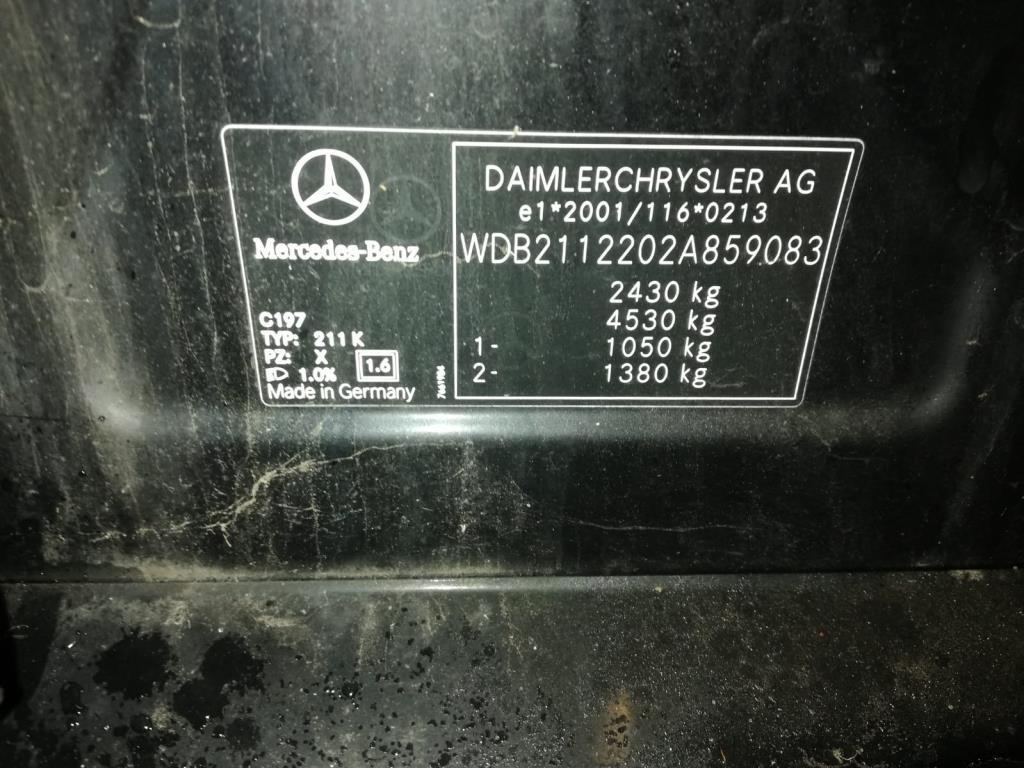 Mercedes-Benz
C197
TYP: 211 K
PZ: X
1.0% 1.6
Made in Germany
7661984
DAIMLERCHRYSLER AG
e1*2001/116*0213
WDB2112202A859083
2430 kg
4530 kg
1- 1050 kg
2- 1380 kg